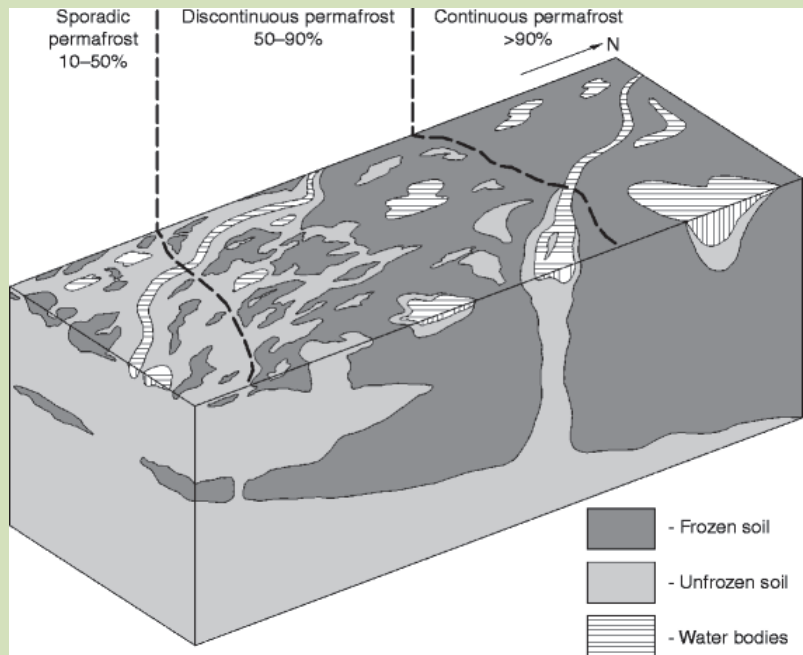 Sporadic
permafrost
10–50%
Discontinuous permafrost
50–90%
Continuous permafrost
>90%
N
- Frozen soil
- Unfrozen soil
- Water bodies